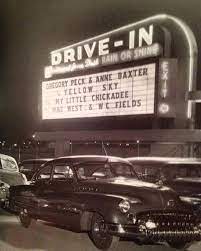 DRIVE-IN
RAIN OR SHINE
GREGORY PECK & ANNE BAXTER
YELLOW SKY
MY LITTLE CHICKADEE
MAE WEST & W.C. FIELDS
EXIT